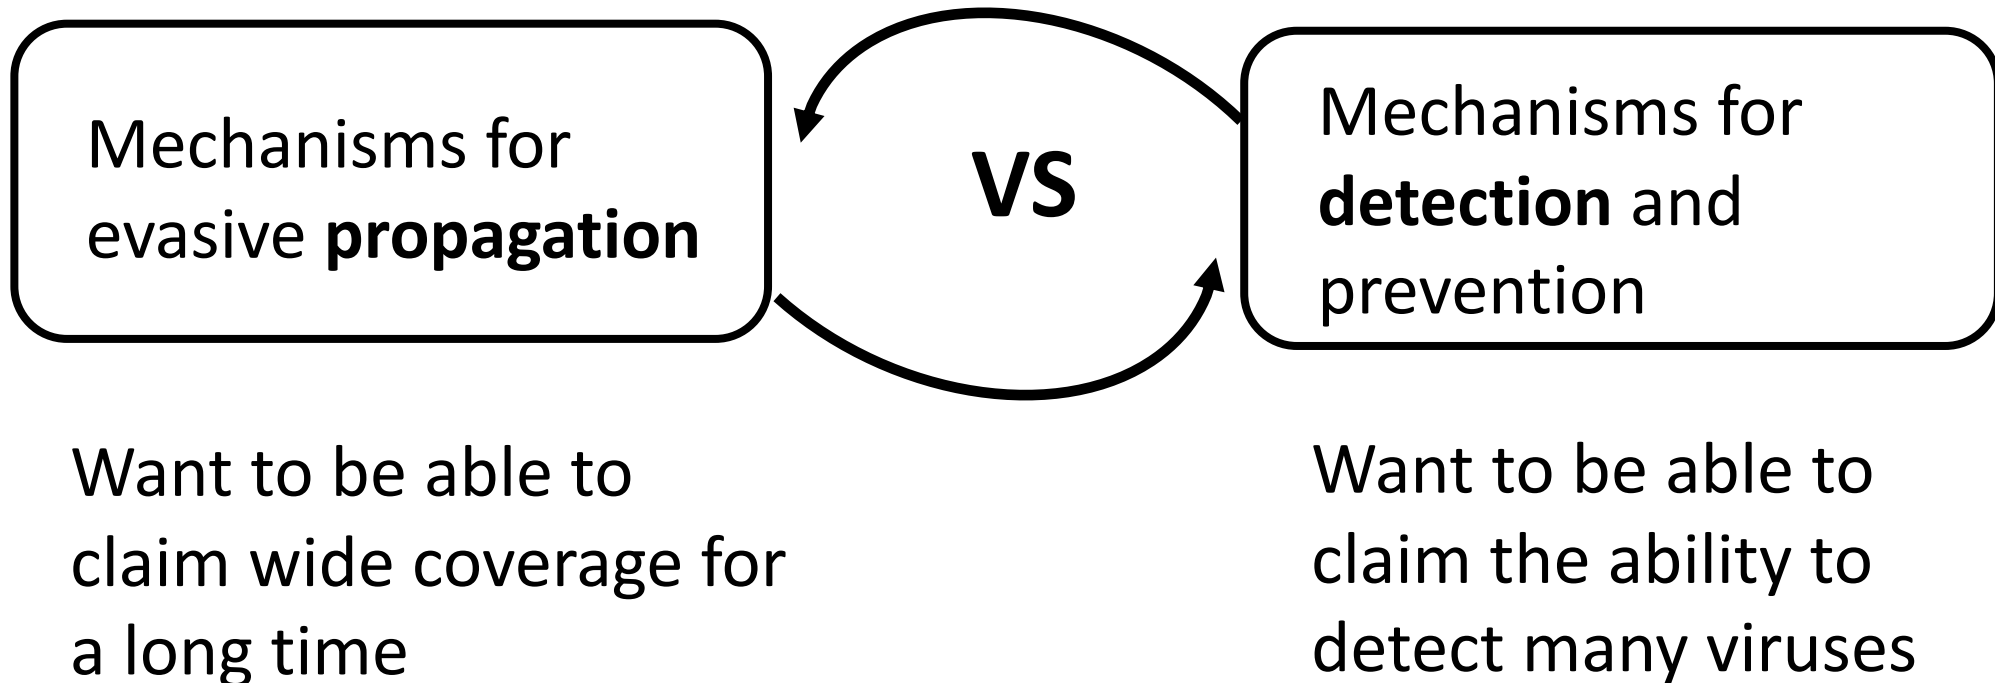 Mechanisms for
evasive propagation
VS
Mechanisms for
detection and
prevention
Want to be able to
claim wide coverage for
a long time
Want to be able to
claim the ability to
detect many viruses